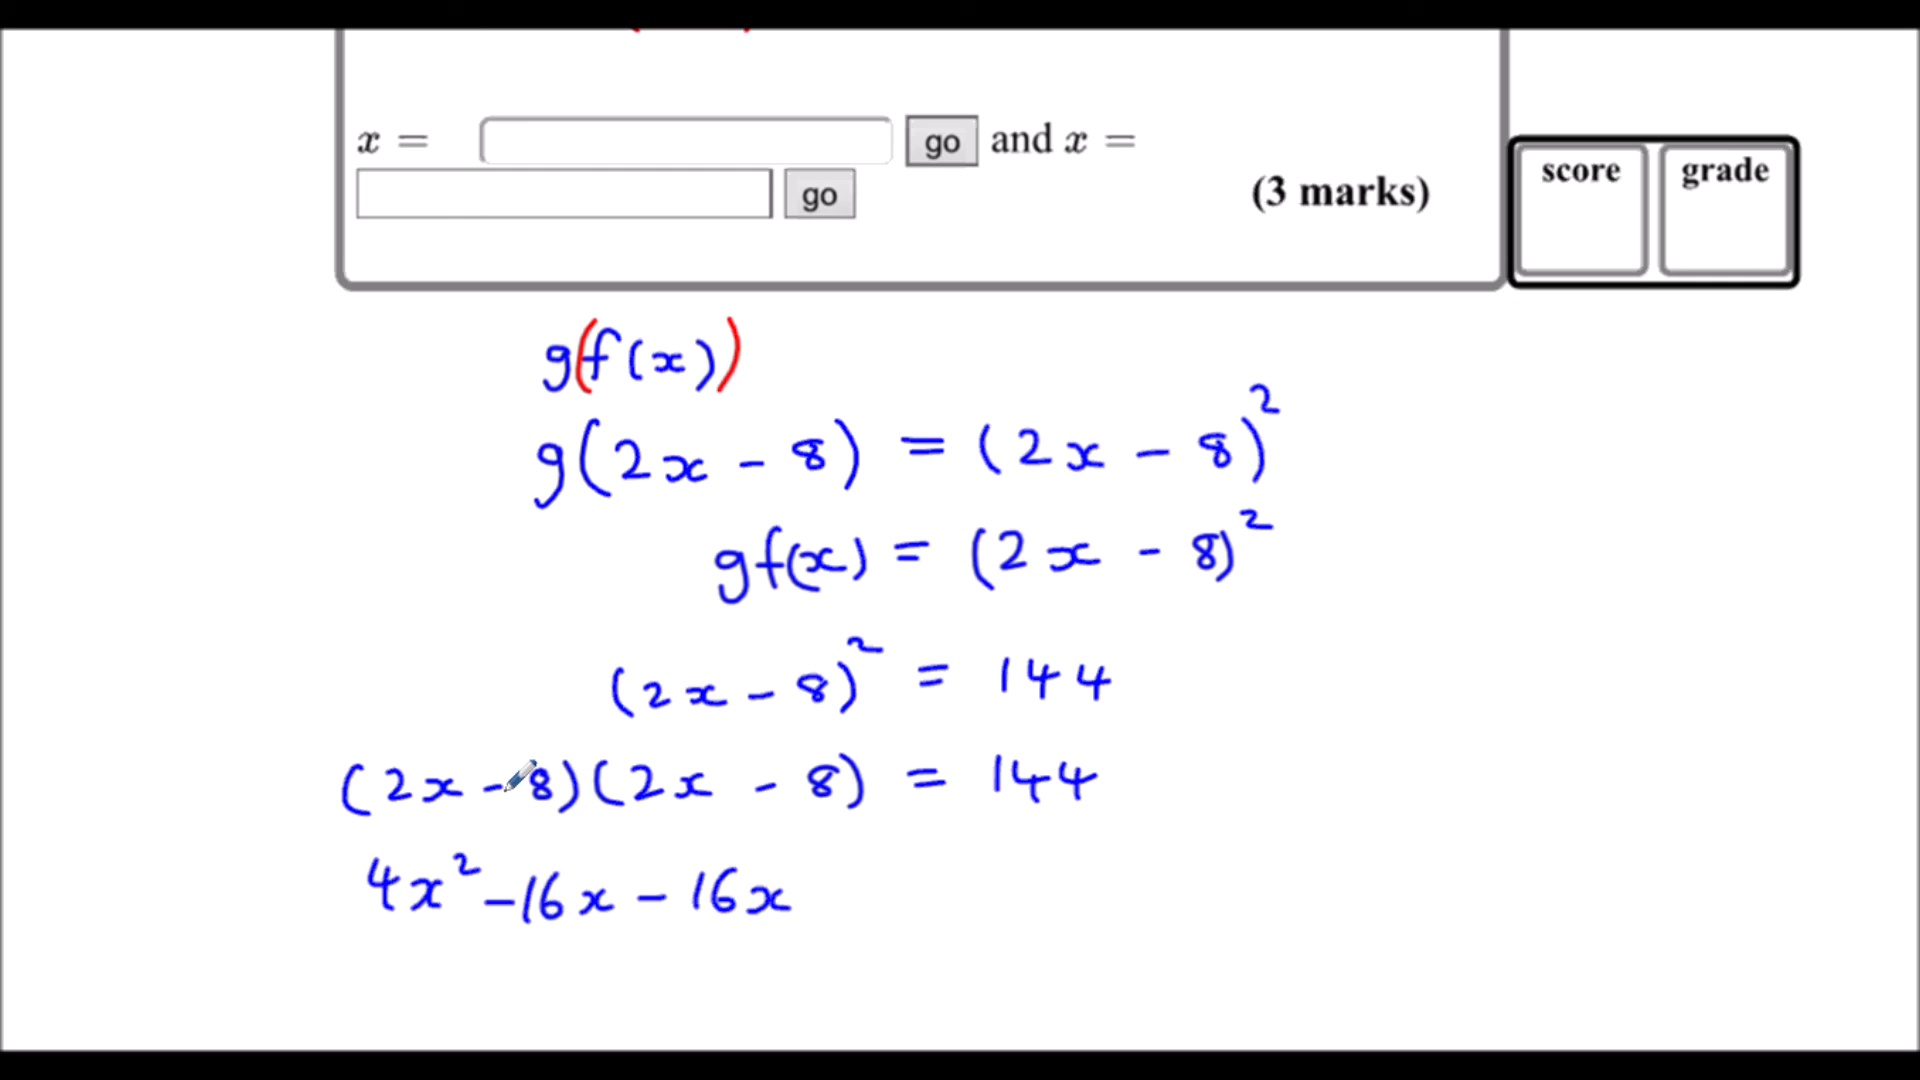 x = go and x =
go (3 marks)
score grade
g(f(x))
g(2x - 8) = (2x - 8)²
gf(x) = (2x - 8)²
(2x - 8)² = 144
(2x - 8)(2x - 8) = 144
4x² - 16x - 16x